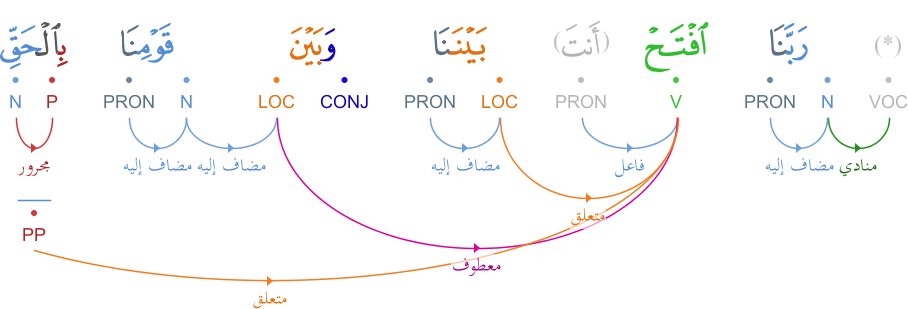 (*) رَبَّنَا ٱفْتَحْ (أَنتَ) بَيْنَنَا وَبَيْنَ قَوْمِنَا بِٱلْحَقِّ
VOC N PRON V PRON LOC PRON CONJ LOC N PRON P N
منادي مضاف إليه فاعل مضاف إليه مضاف إليه مضاف إليه مجرور
متعلق
PP
معطوف
متعلق